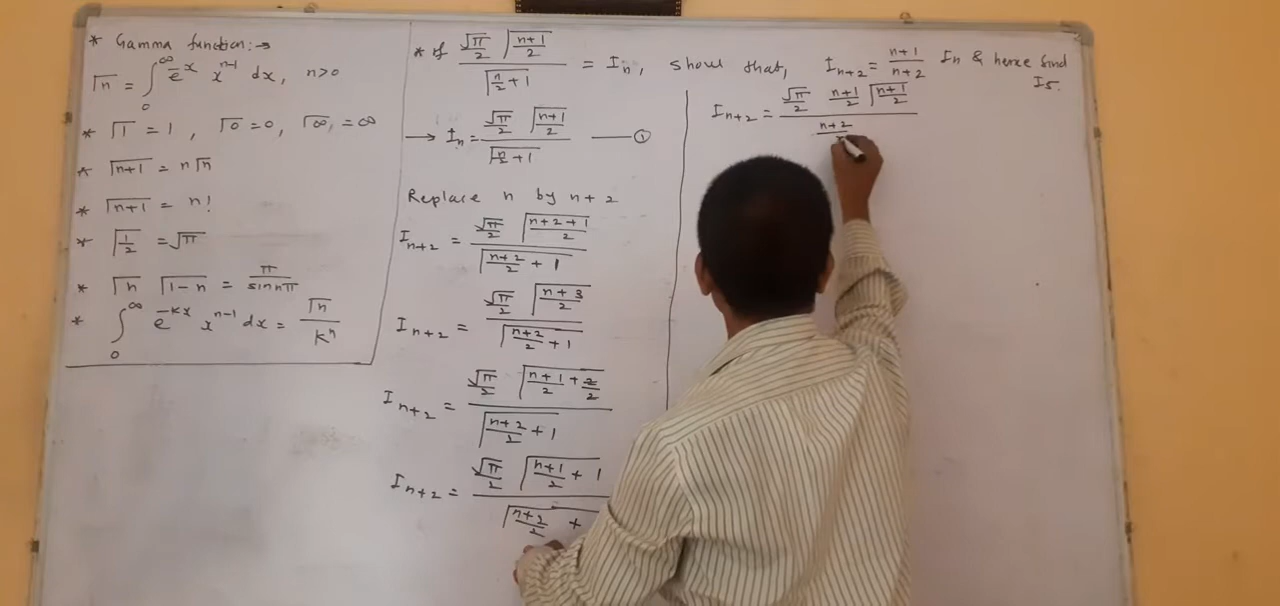 * Gamma function:→
Γn = ∫₀^∞ e^-x x^n-1 dx, n>0
* Γ1 = 1, Γ0 = 0, Γ∞ = ∞
* Γn+1 = nΓn
* Γn+1 = n!
* Γ1/2 = √π
* Γn Γ1-n = π/sin nπ
* ∫₀^∞ e^-kx x^n-1 dx = Γn/k^n
* If (√π/2 Γ(n+1)/2) / (Γ(n/2 + 1)) = In, show that, In+2 = (n+1)/(n+2) In & hence find I5.
→ In = (√π/2 Γ(n+1)/2) / (Γ(n/2 + 1)) —— ①
Replace n by n+2
In+2 = (√π/2 Γ(n+2+1)/2) / (Γ((n+2)/2 + 1))
In+2 = (√π/2 Γ(n+3)/2) / (Γ((n+2)/2 + 1))
In+2 = (√π/2 Γ((n+1)/2 + 2/2)) / (Γ((n+2)/2 + 1))
In+2 = (√π/2 Γ((n+1)/2 + 1)) / (Γ((n+2)/2 +
In+2 = (√π/2 (n+1)/2 Γ(n+1)/2) / (n+2